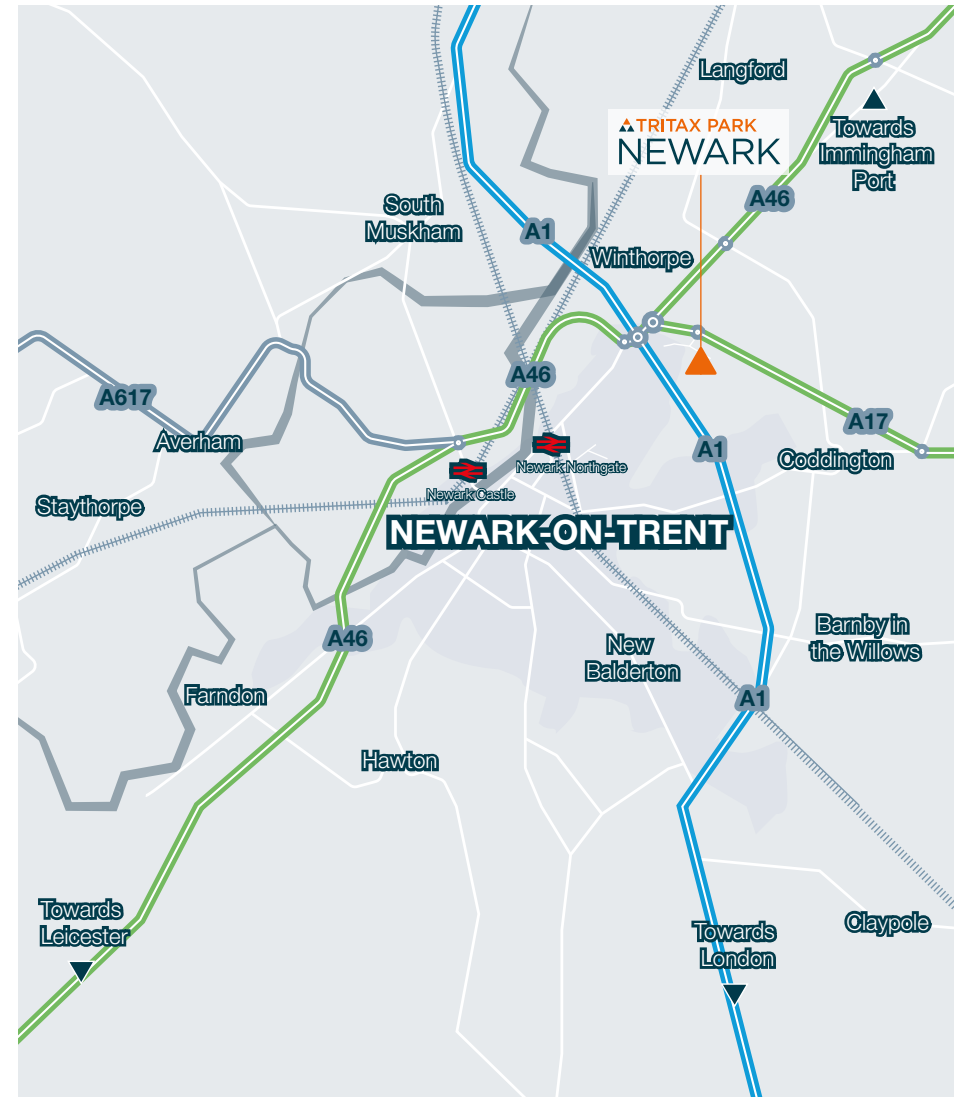 Langford
TRITAX PARK
NEWARK
Towards
Immingham
Port
A46
South
Muskham
A1
Winthorpe
A46
A617
A17
Averham
A1
Coddington
Newark Northgate
Newark Castle
Staythorpe
NEWARK-ON-TRENT
A46
New
Balderton
Barnby in
the Willows
Farndon
A1
Hawton
Towards
Leicester
Claypole
Towards
London